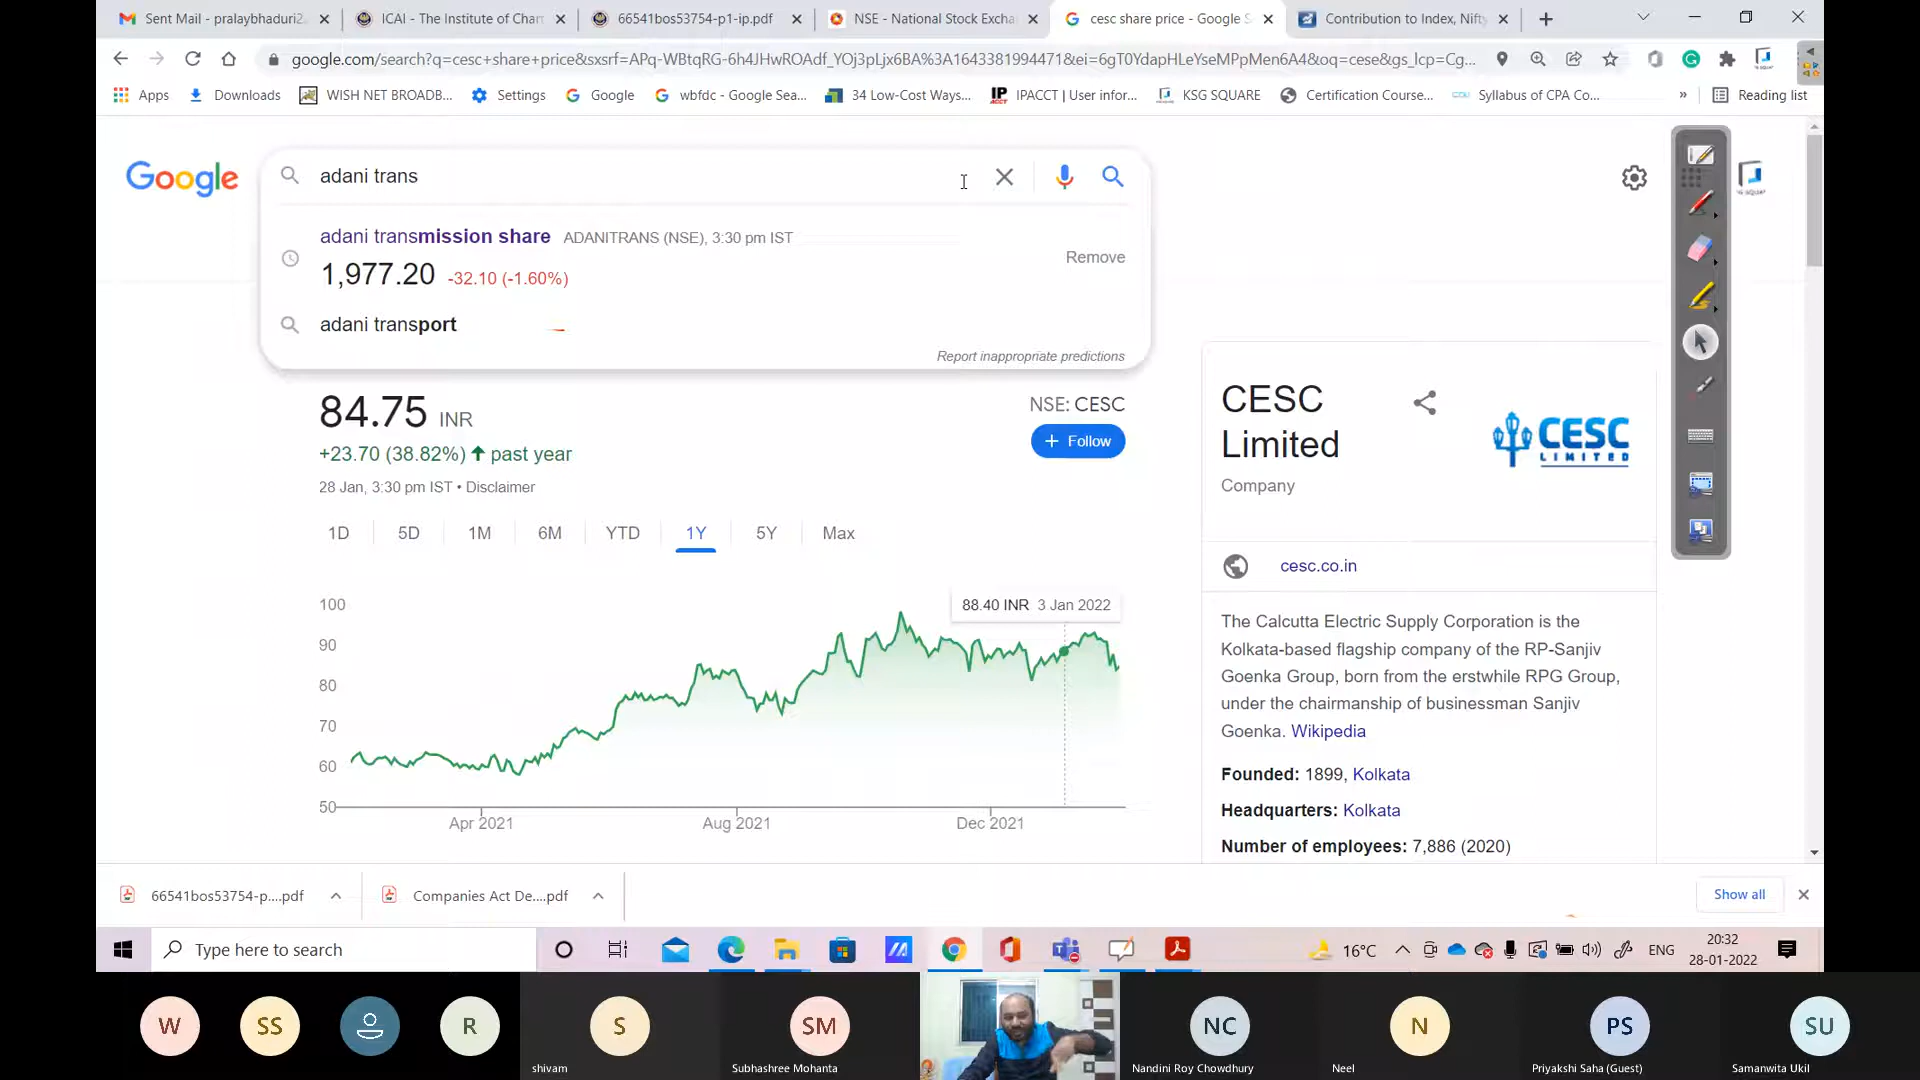 Sent Mail - pralaybhaduri2
ICAI - The Institute of Chart
66541bos53754-p1-ip.pdf
NSE - National Stock Excha
cesc share price - Google S
Contribution to Index, Nifty
google.com/search?q=cesc+share+price&sxsrf=APq-WBtqRG-6h4JHwROAdf_YOj3pLjx6BA%3A1643381994471&ei=6gT0YdapHLeYseMPpMen6A4&oq=cese&gs_lcp=Cg...
Apps
Downloads
WISH NET BROADB...
Settings
Google
wbfdc - Google Sea...
34 Low-Cost Ways...
IPACCT | User infor...
KSG SQUARE
Certification Course...
Syllabus of CPA Co...
»
Reading list
Google
adani trans
adani transmission share ADANITRANS (NSE), 3:30 pm IST
1,977.20 -32.10 (-1.60%)
Remove
adani transport
Report inappropriate predictions
84.75 INR
NSE: CESC
+23.70 (38.82%) ↑ past year
+ Follow
28 Jan, 3:30 pm IST • Disclaimer
1D 5D 1M 6M YTD 1Y 5Y Max
88.40 INR 3 Jan 2022
100
90
80
70
60
50
Apr 2021 Aug 2021 Dec 2021
CESC
Limited
Company
CESC
LIMITED
cesc.co.in
The Calcutta Electric Supply Corporation is the
Kolkata-based flagship company of the RP-Sanjiv
Goenka Group, born from the erstwhile RPG Group,
under the chairmanship of businessman Sanjiv
Goenka. Wikipedia
Founded: 1899, Kolkata
Headquarters: Kolkata
Number of employees: 7,886 (2020)
66541bos53754-p....pdf
Companies Act De....pdf
Show all
Type here to search
16°C
ENG
20:32
28-01-2022
W
SS
R
S
shivam
SM
Subhashree Mohanta
NC
Nandini Roy Chowdhury
N
Neel
PS
Priyakshi Saha (Guest)
SU
Samanwita Ukil